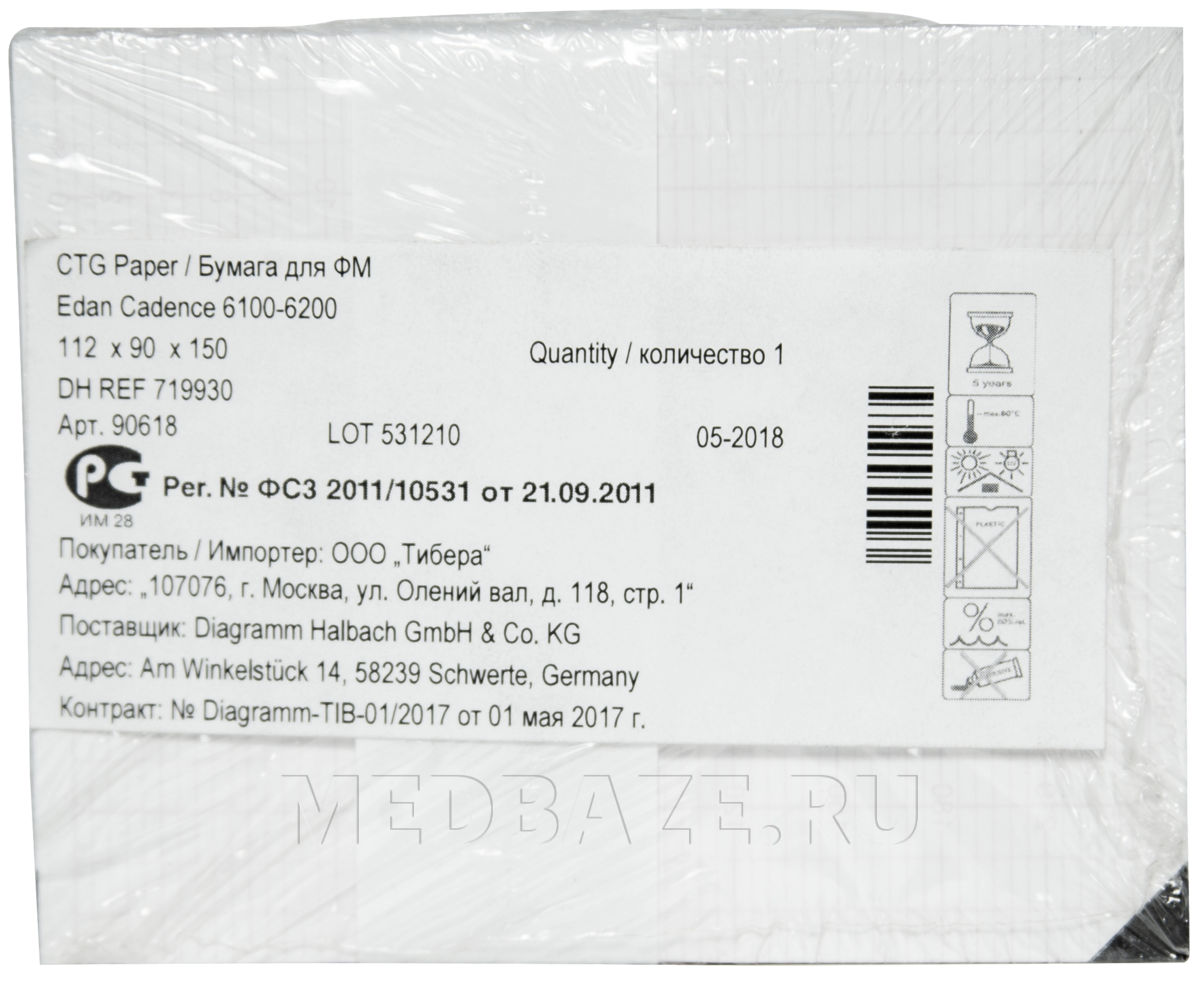 CTG Paper / Бумага для ФМ
Edan Cadence 6100-6200
112 x 90 x 150
Quantity / количество 1
DH REF 719930
Арт. 90618
LOT 531210
05-2018
РСТ
ИМ 28
Рег. № ФСЗ 2011/10531 от 21.09.2011
Покупатель / Импортер: ООО „Тибера“
Адрес: „107076, г. Москва, ул. Олений вал, д. 118, стр. 1“
Поставщик: Diagramm Halbach GmbH & Co. KG
Адрес: Am Winkelstück 14, 58239 Schwerte, Germany
Контракт: № Diagramm-TIB-01/2017 от 01 мая 2017 г.
5 years
max.60°C
PLASTIC
%
max.
MEDBAZE.RU